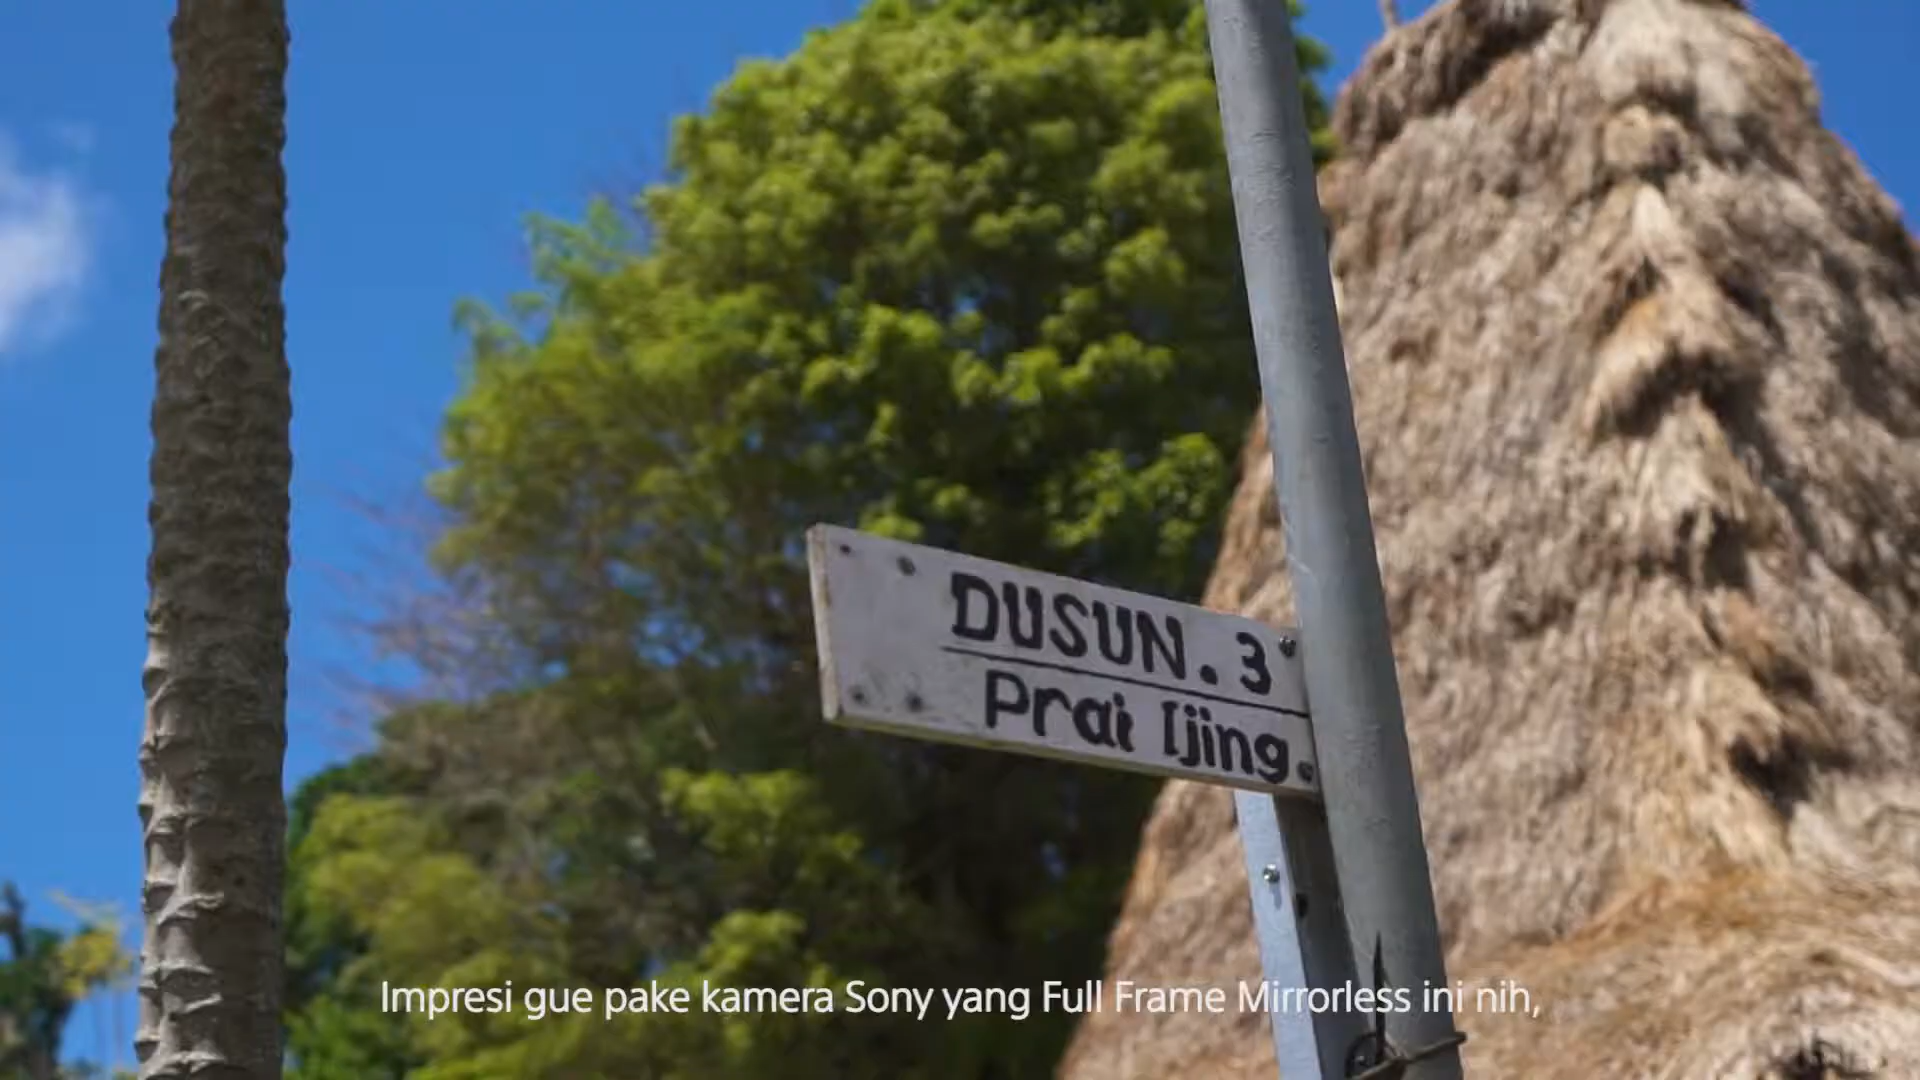 DUSUN. 3
Prai Ijing.
Impresi gue pake kamera Sony yang Full Frame Mirrorless ini nih,